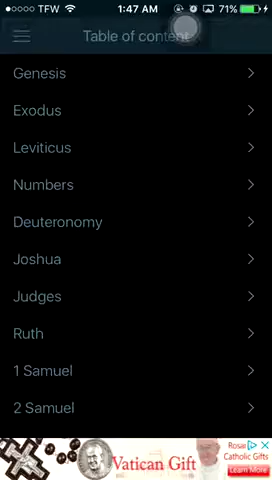 TFW 1:47 AM 71%
Table of content
Genesis
Exodus
Leviticus
Numbers
Deuteronomy
Joshua
Judges
Ruth
1 Samuel
2 Samuel
Vatican Gift
Rosar
Catholic Gifts
Learn More